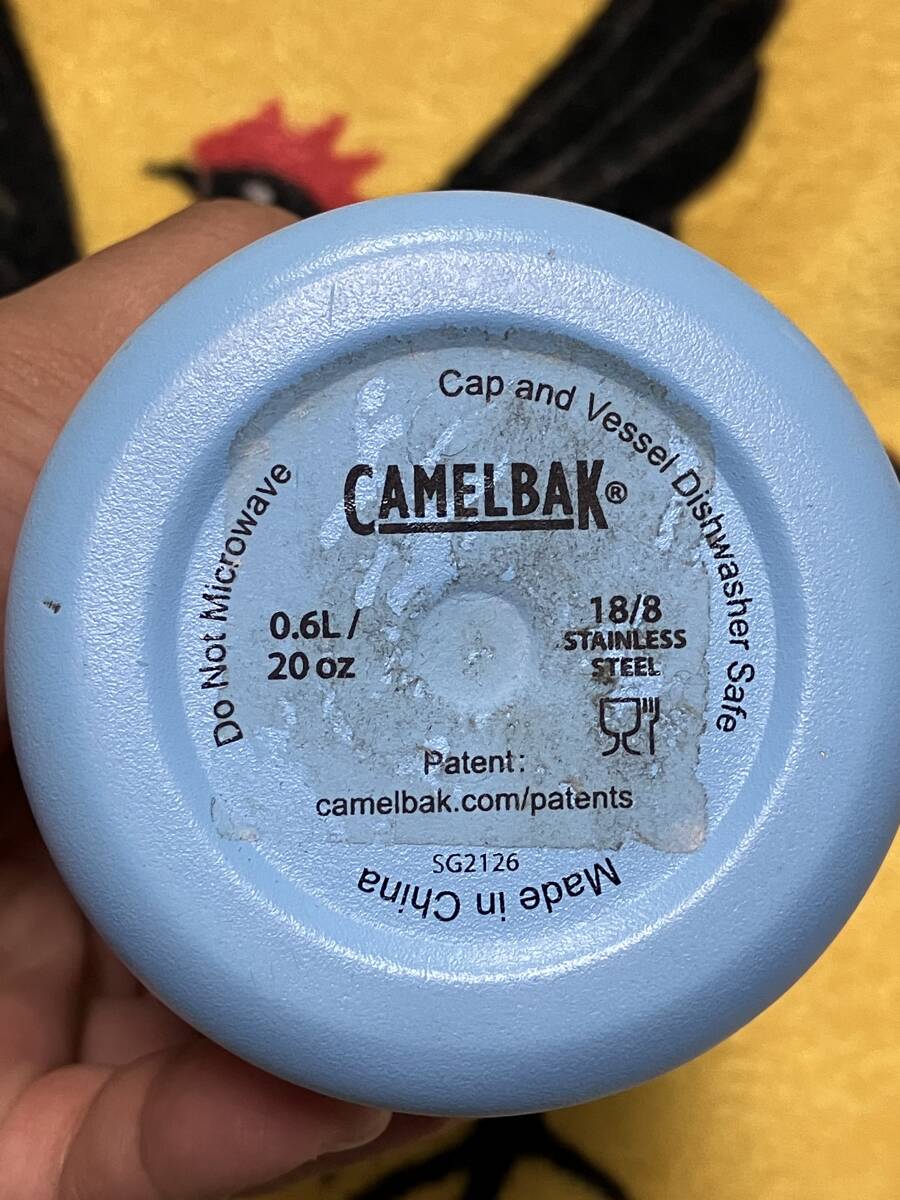 Cap and Vessel Dishwasher Safe
Do Not Microwave
CAMELBAK®
0.6L /
20 oz
18/8
STAINLESS
STEEL
Patent:
camelbak.com/patents
SG2126
Made in China